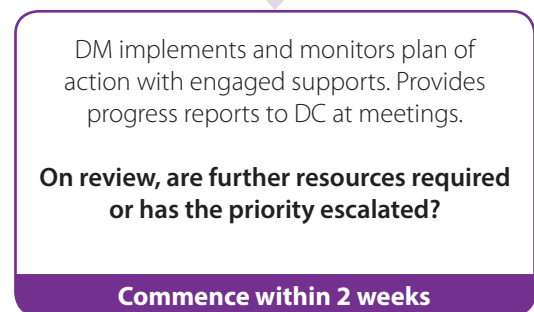 DM implements and monitors plan of
action with engaged supports. Provides
progress reports to DC at meetings.
On review, are further resources required
or has the priority escalated?
Commence within 2 weeks